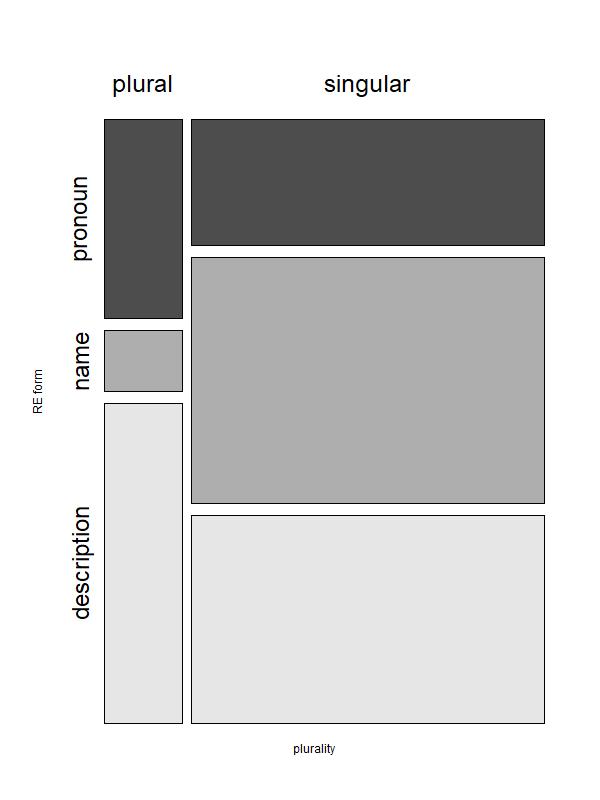 plural
singular
pronoun
name
description
RE form
plurality